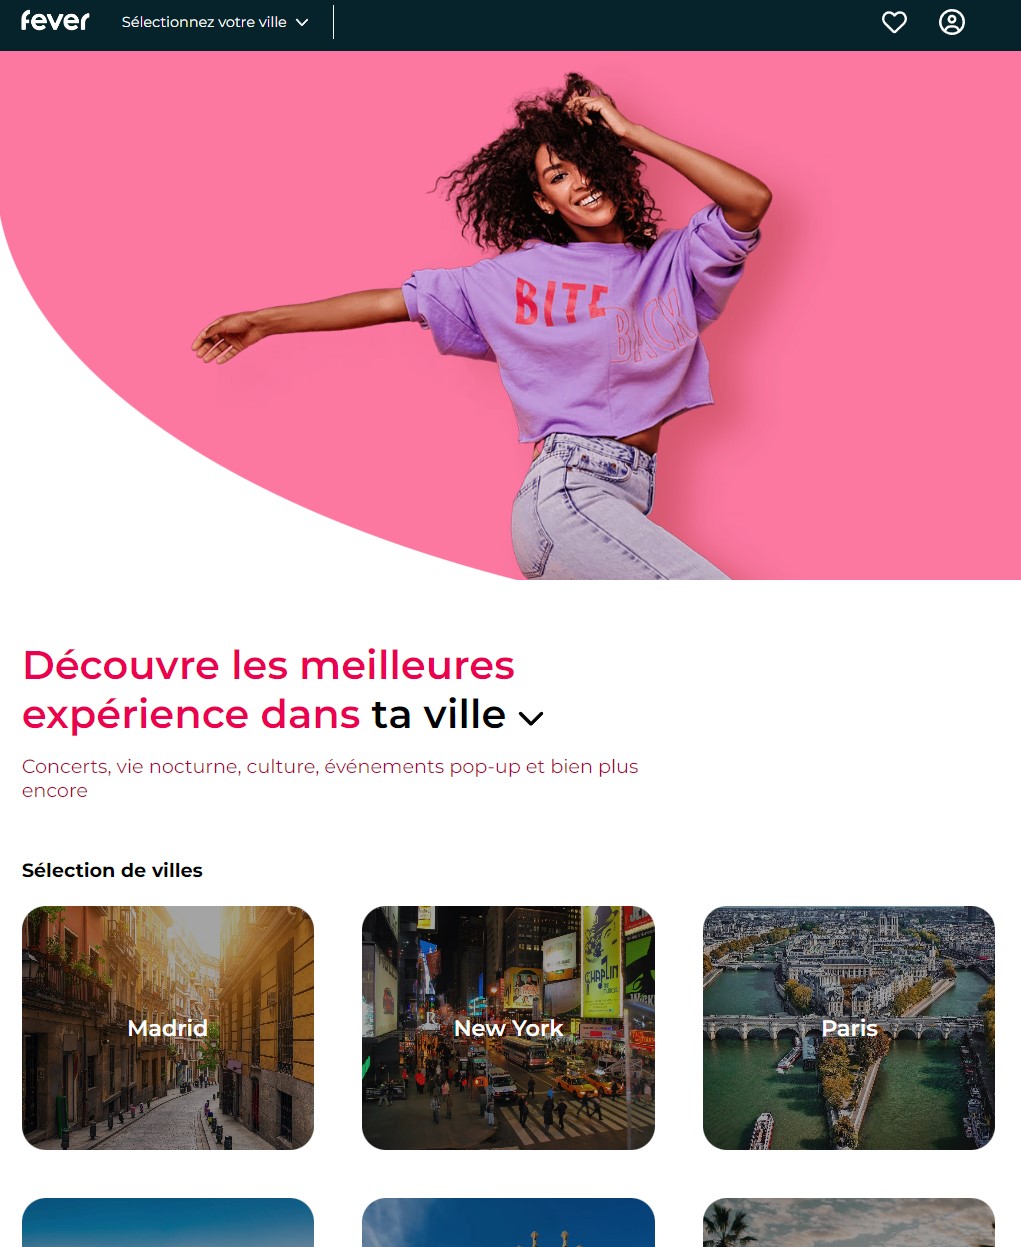 fever
Sélectionnez votre ville
BITE
BACK
Découvre les meilleures
expérience dans ta ville
Concerts, vie nocturne, culture, événements pop-up et bien plus
encore
Sélection de villes
Madrid
New York
Paris
CHAPLIN